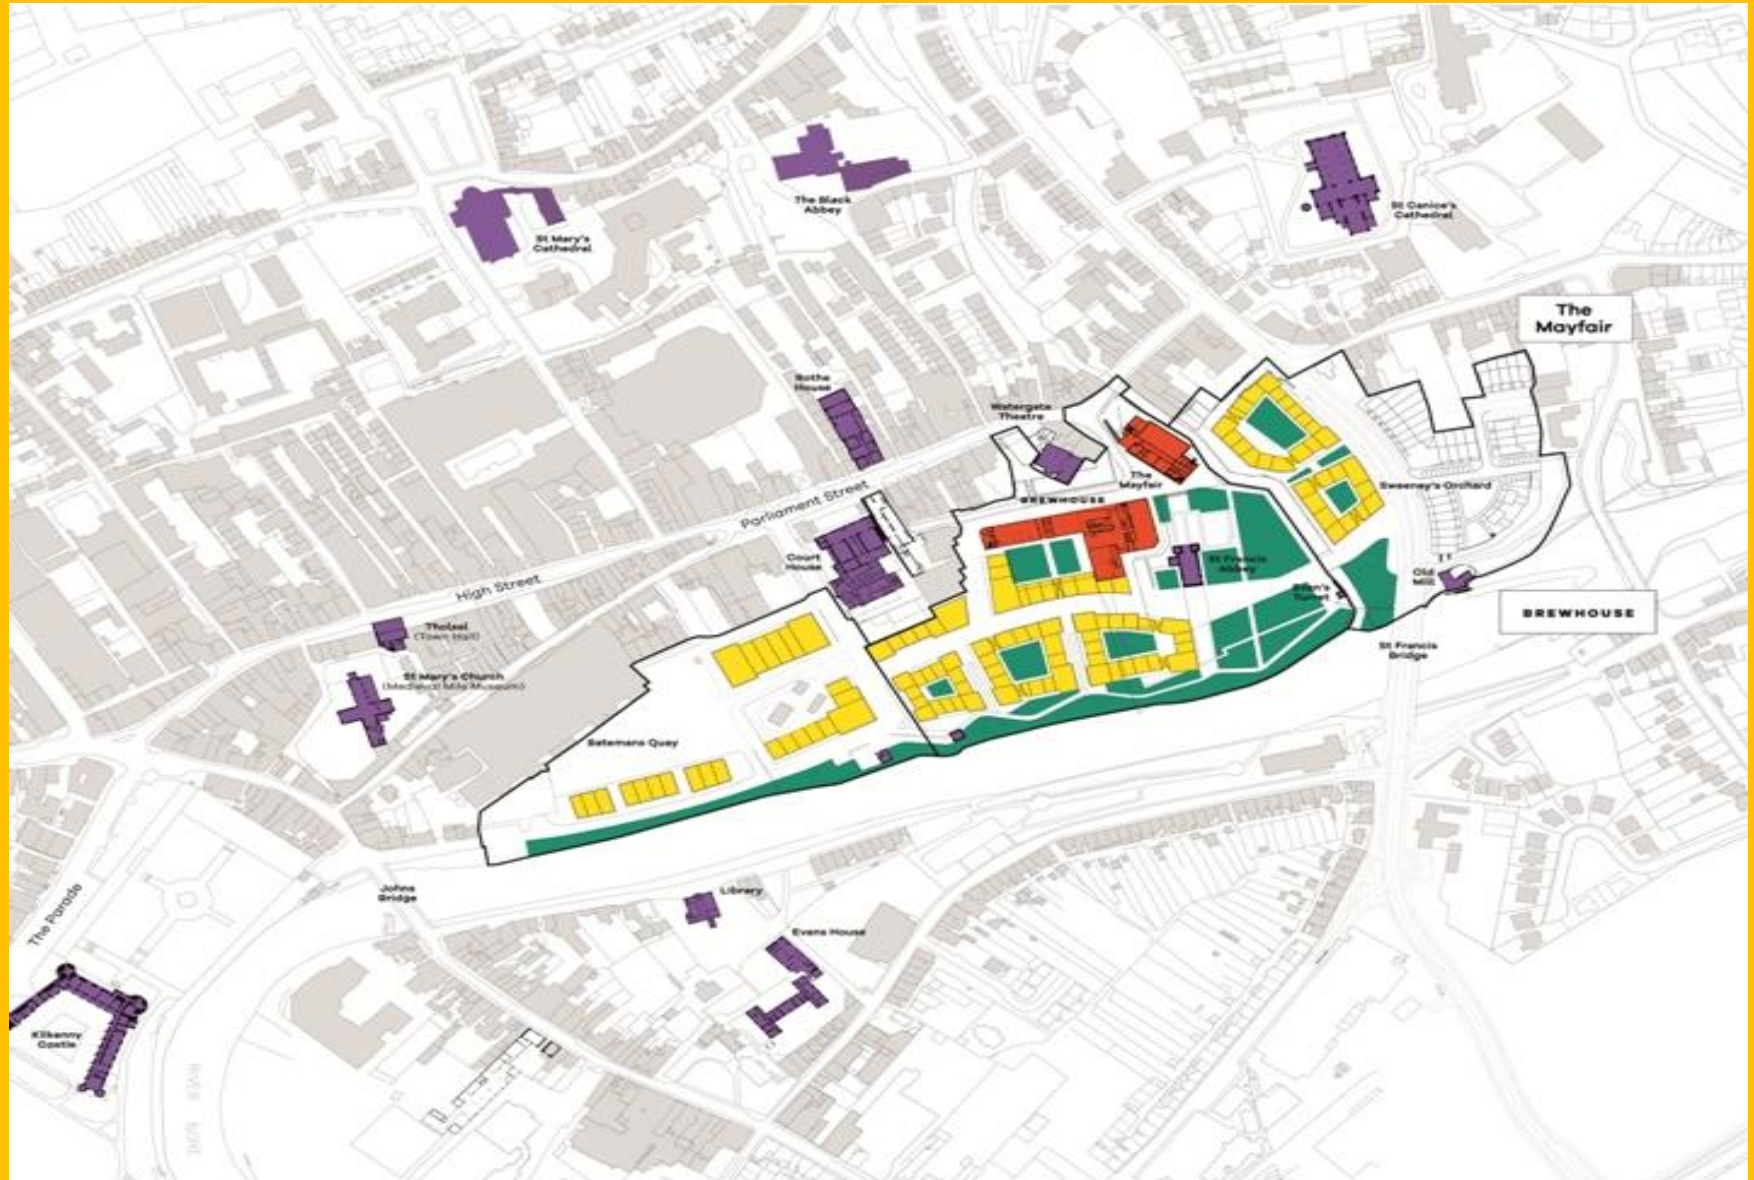 The Black
Abbey
St Canice's
Cathedral
St Mary's
Cathedral
The
Mayfair
Rothe
House
Watergate
Theatre
The
Mayfair
Sweeney's Orchard
BREWHOUSE
Parliament Street
Court
House
St Francis
Abbey
Old
Mill
Evan's
Turret
High Street
BREWHOUSE
Tholsel
(Town Hall)
St Francis
Bridge
St Mary's Church
(Medieval Mile Museum)
Batemans Quay
Johns
Bridge
Library
The Parade
Evans House
Kilkenny
Castle
RIVER NORE